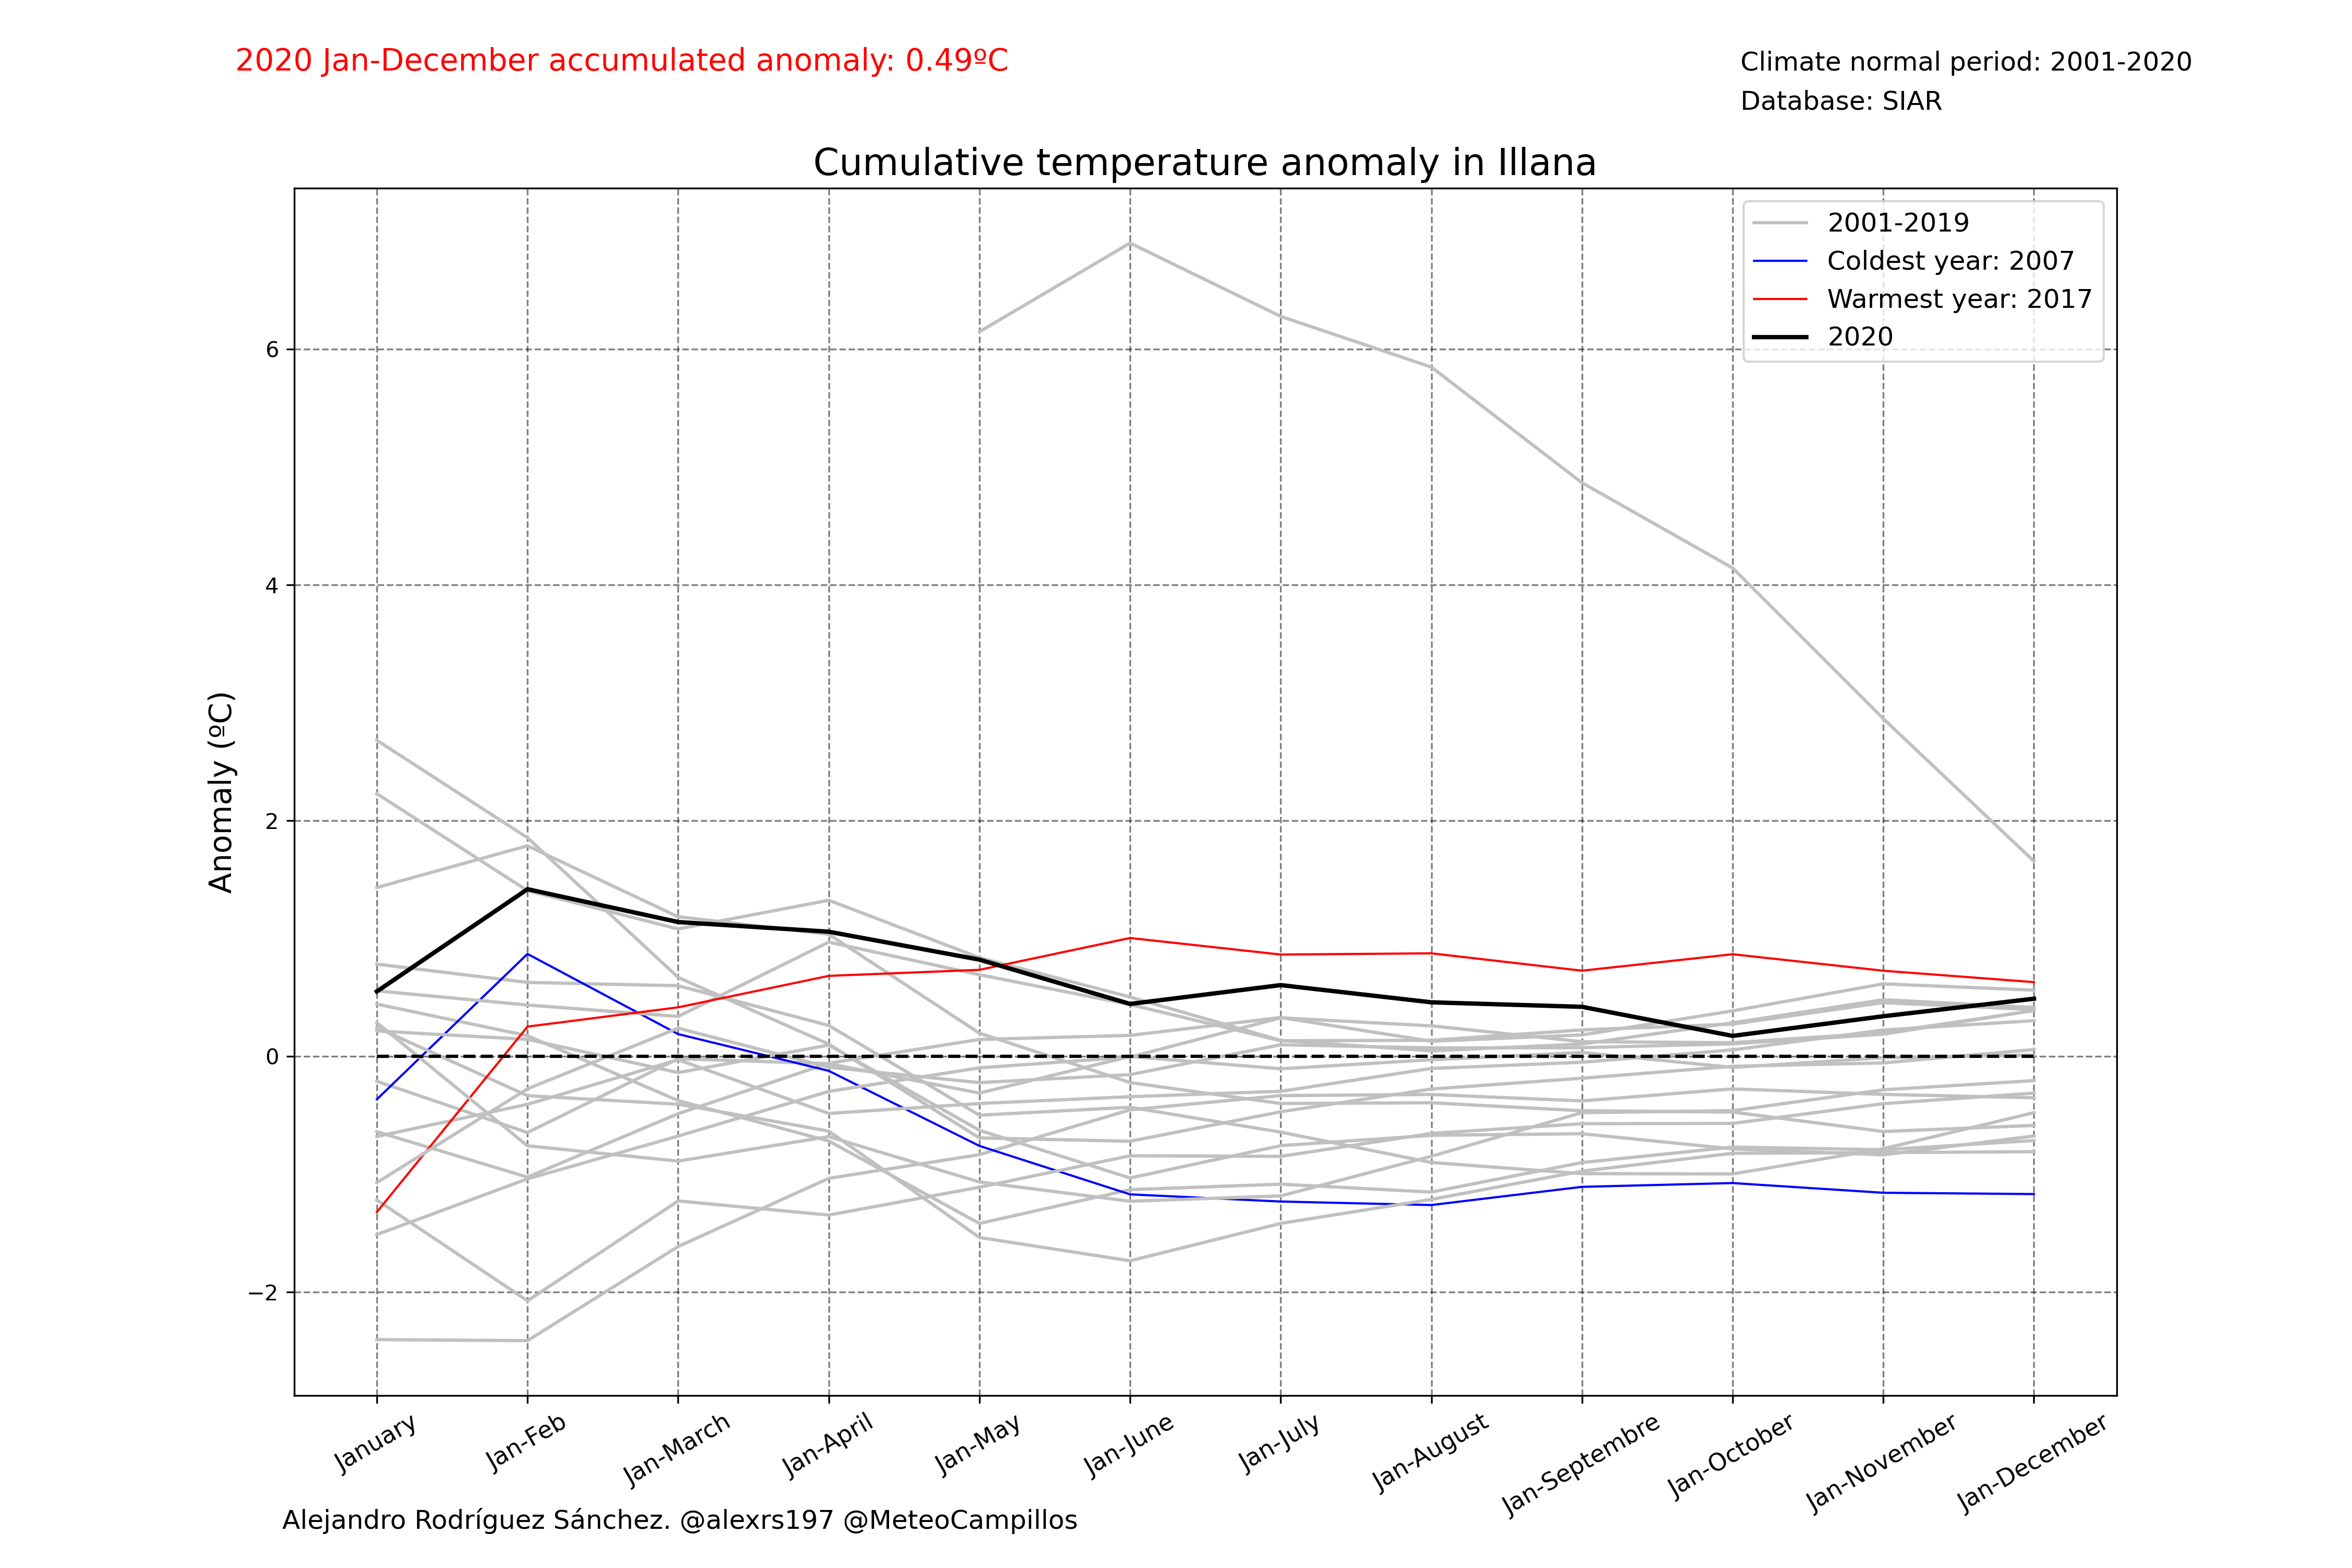 2020 Jan-December accumulated anomaly: 0.49ºC
Climate normal period: 2001-2020
Database: SIAR
Cumulative temperature anomaly in Illana
2001-2019
Coldest year: 2007
Warmest year: 2017
2020
Anomaly (ºC)
6
4
2
0
−2
January
Jan-Feb
Jan-March
Jan-April
Jan-May
Jan-June
Jan-July
Jan-August
Jan-Septembre
Jan-October
Jan-November
Jan-December
Alejandro Rodríguez Sánchez. @alexrs197 @MeteoCampillos